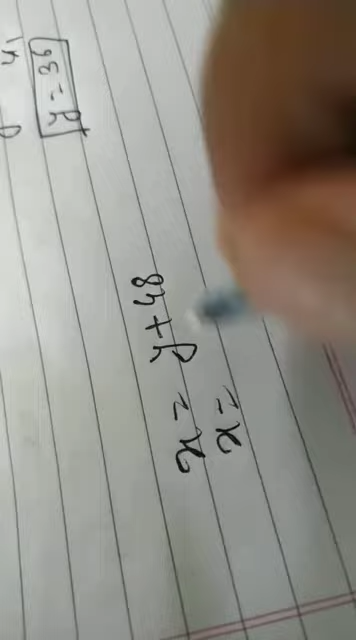 y = 36
x = y + 48
x =